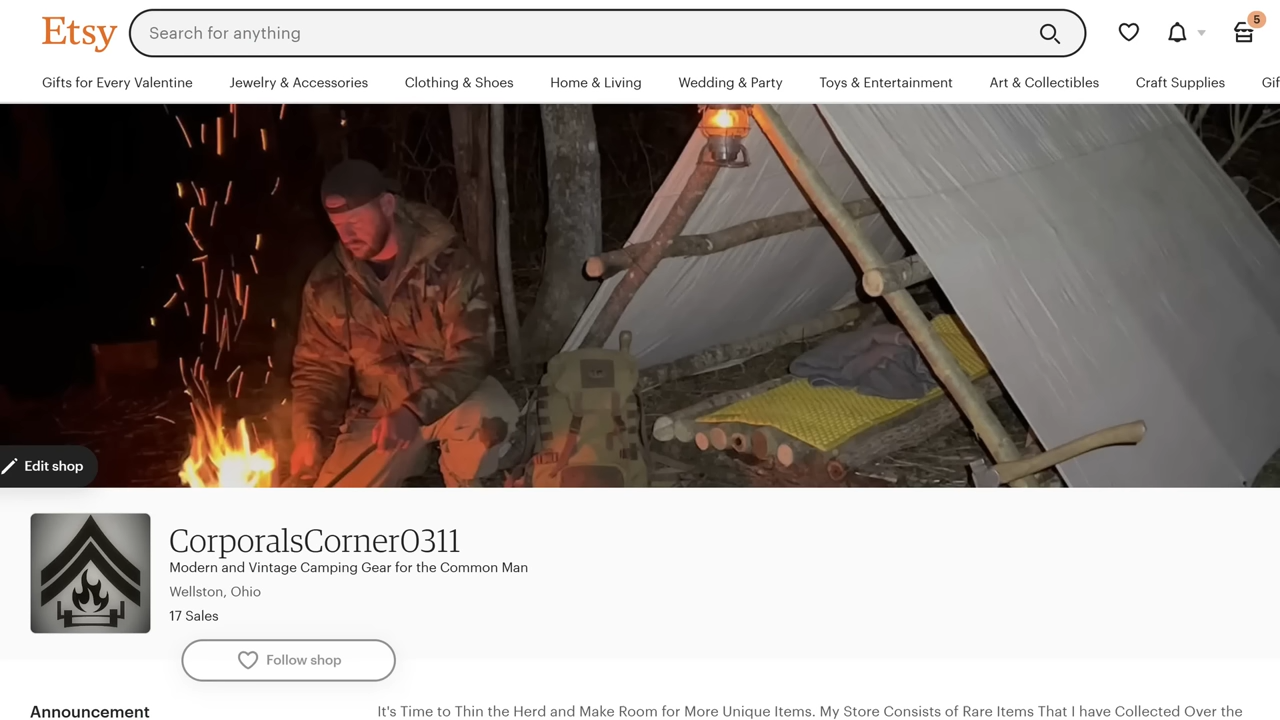 Etsy
Search for anything
5
Gifts for Every Valentine
Jewelry & Accessories
Clothing & Shoes
Home & Living
Wedding & Party
Toys & Entertainment
Art & Collectibles
Craft Supplies
Gif
Edit shop
CorporalsCorner0311
Modern and Vintage Camping Gear for the Common Man
Wellston, Ohio
17 Sales
Follow shop
Announcement
It's Time to Thin the Herd and Make Room for More Unique Items. My Store Consists of Rare Items That I have Collected Over the